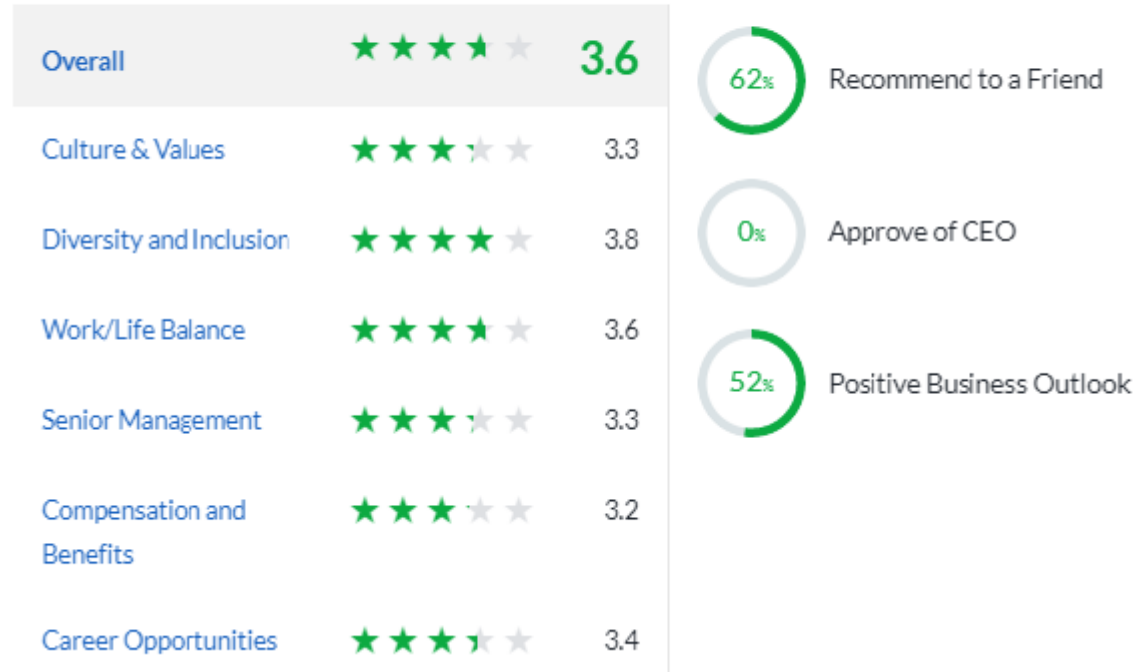 Overall 3.6
Culture & Values 3.3
Diversity and Inclusion 3.8
Work/Life Balance 3.6
Senior Management 3.3
Compensation and
Benefits 3.2
Career Opportunities 3.4
62% Recommend to a Friend
0% Approve of CEO
52% Positive Business Outlook